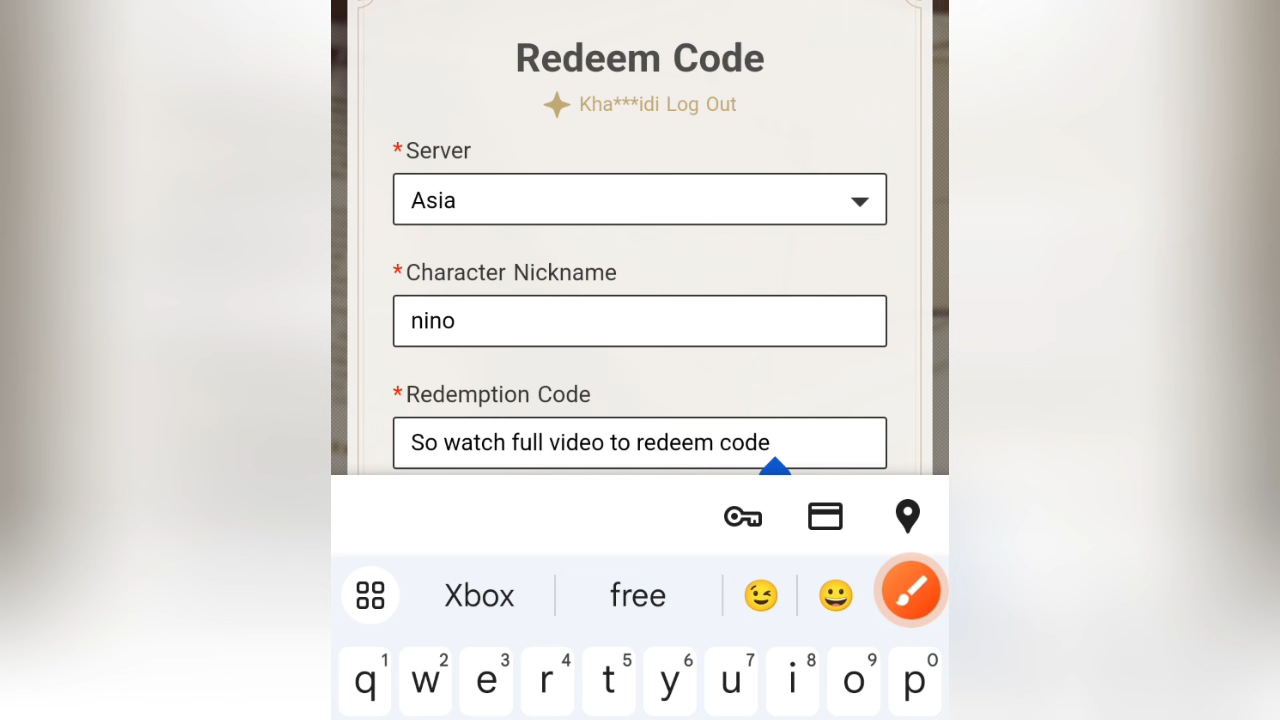 Redeem Code
Kha***idi Log Out
*Server
Asia
*Character Nickname
nino
*Redemption Code
So watch full video to redeem code
Xbox free 😉 😀
q1 w2 e3 r4 t5 y6 u7 i8 o9 p0